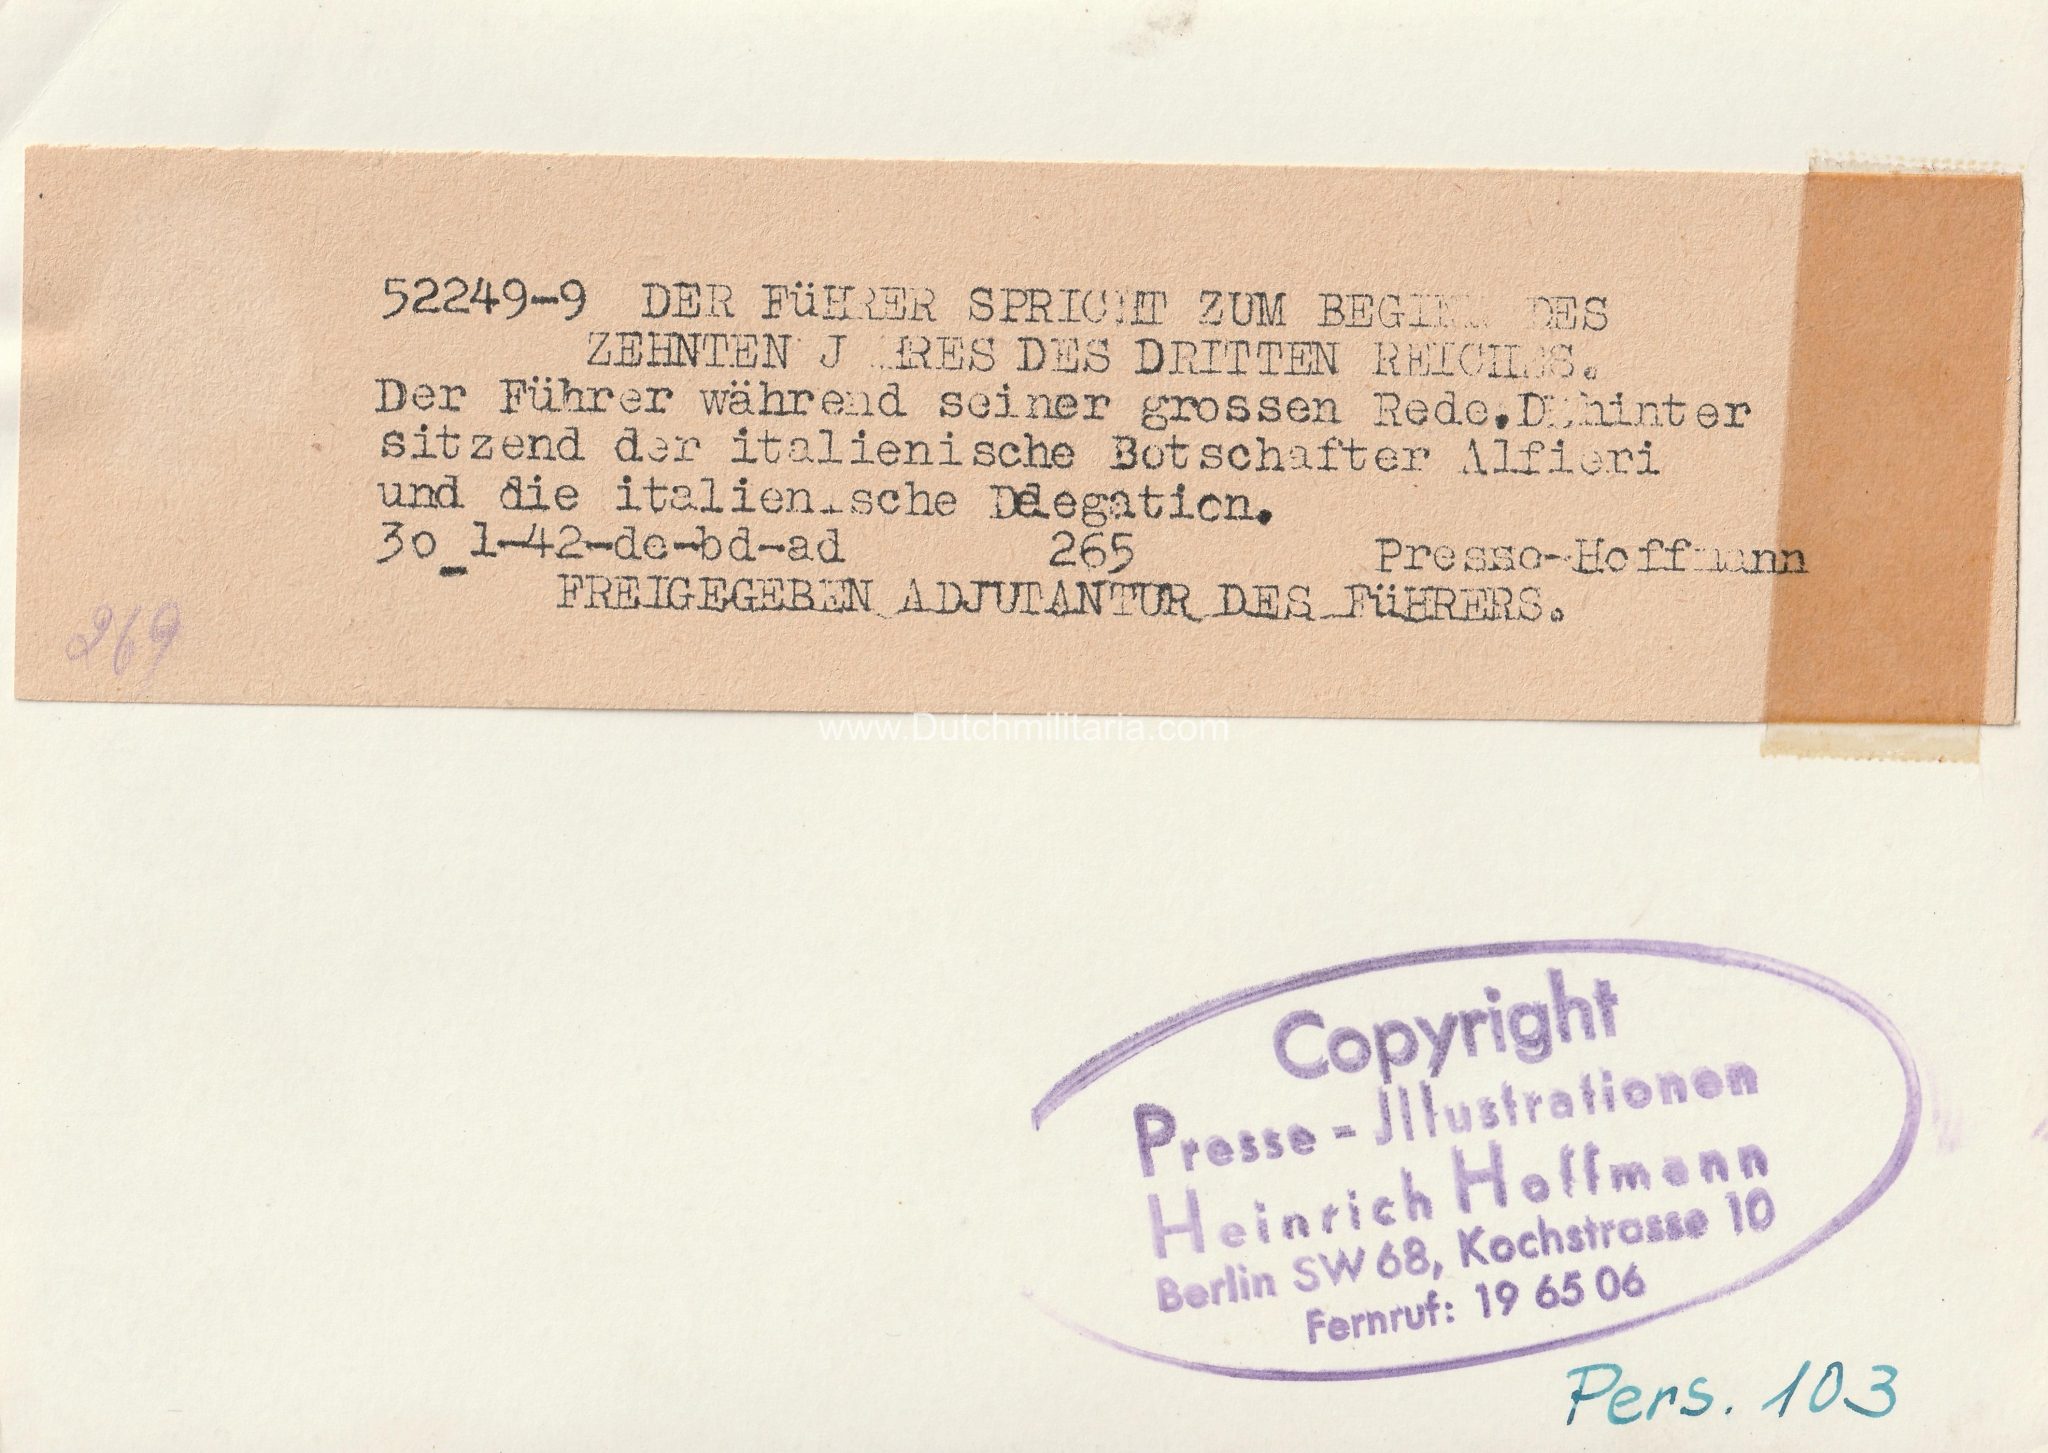 52249-9 DER FüHRER SPRICHT ZUM BEGINN DES
ZEHNTEN JAHRES DES DRITTEN REICHES.
Der Führer während seiner grossen Rede.Dahinter
sitzend der italienische Botschafter Alfieri
und die italienische Delegation.
30_1-42-de-bd-ad 265 Presse-Hoffmann
FREIGEGEBEN ADJUTANTUR DES FüHRERS.
269
www.Dutchmilitaria.com
Copyright
Presse-Jllustrationen
Heinrich Hoffmann
Berlin SW 68, Kochstrasse 10
Fernruf: 19 65 06
Pers. 103